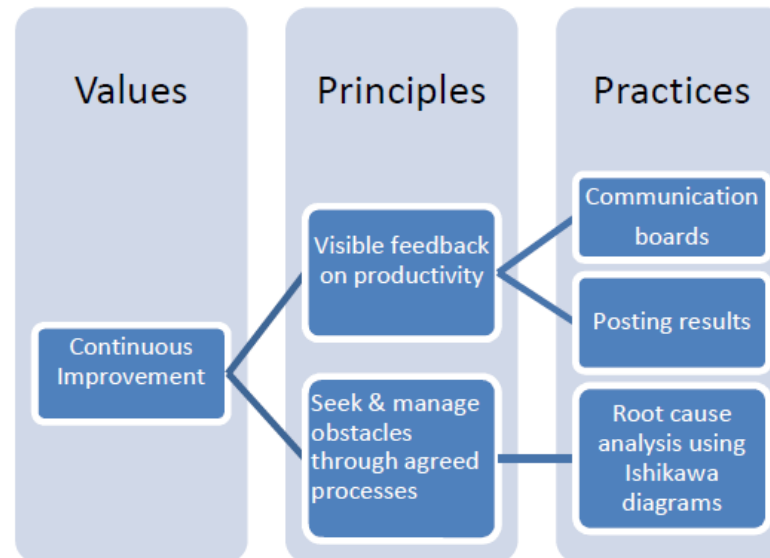 Values
Principles
Practices
Continuous
Improvement
Visible feedback
on productivity
Seek & manage
obstacles
through agreed
processes
Communication
boards
Posting results
Root cause
analysis using
Ishikawa
diagrams